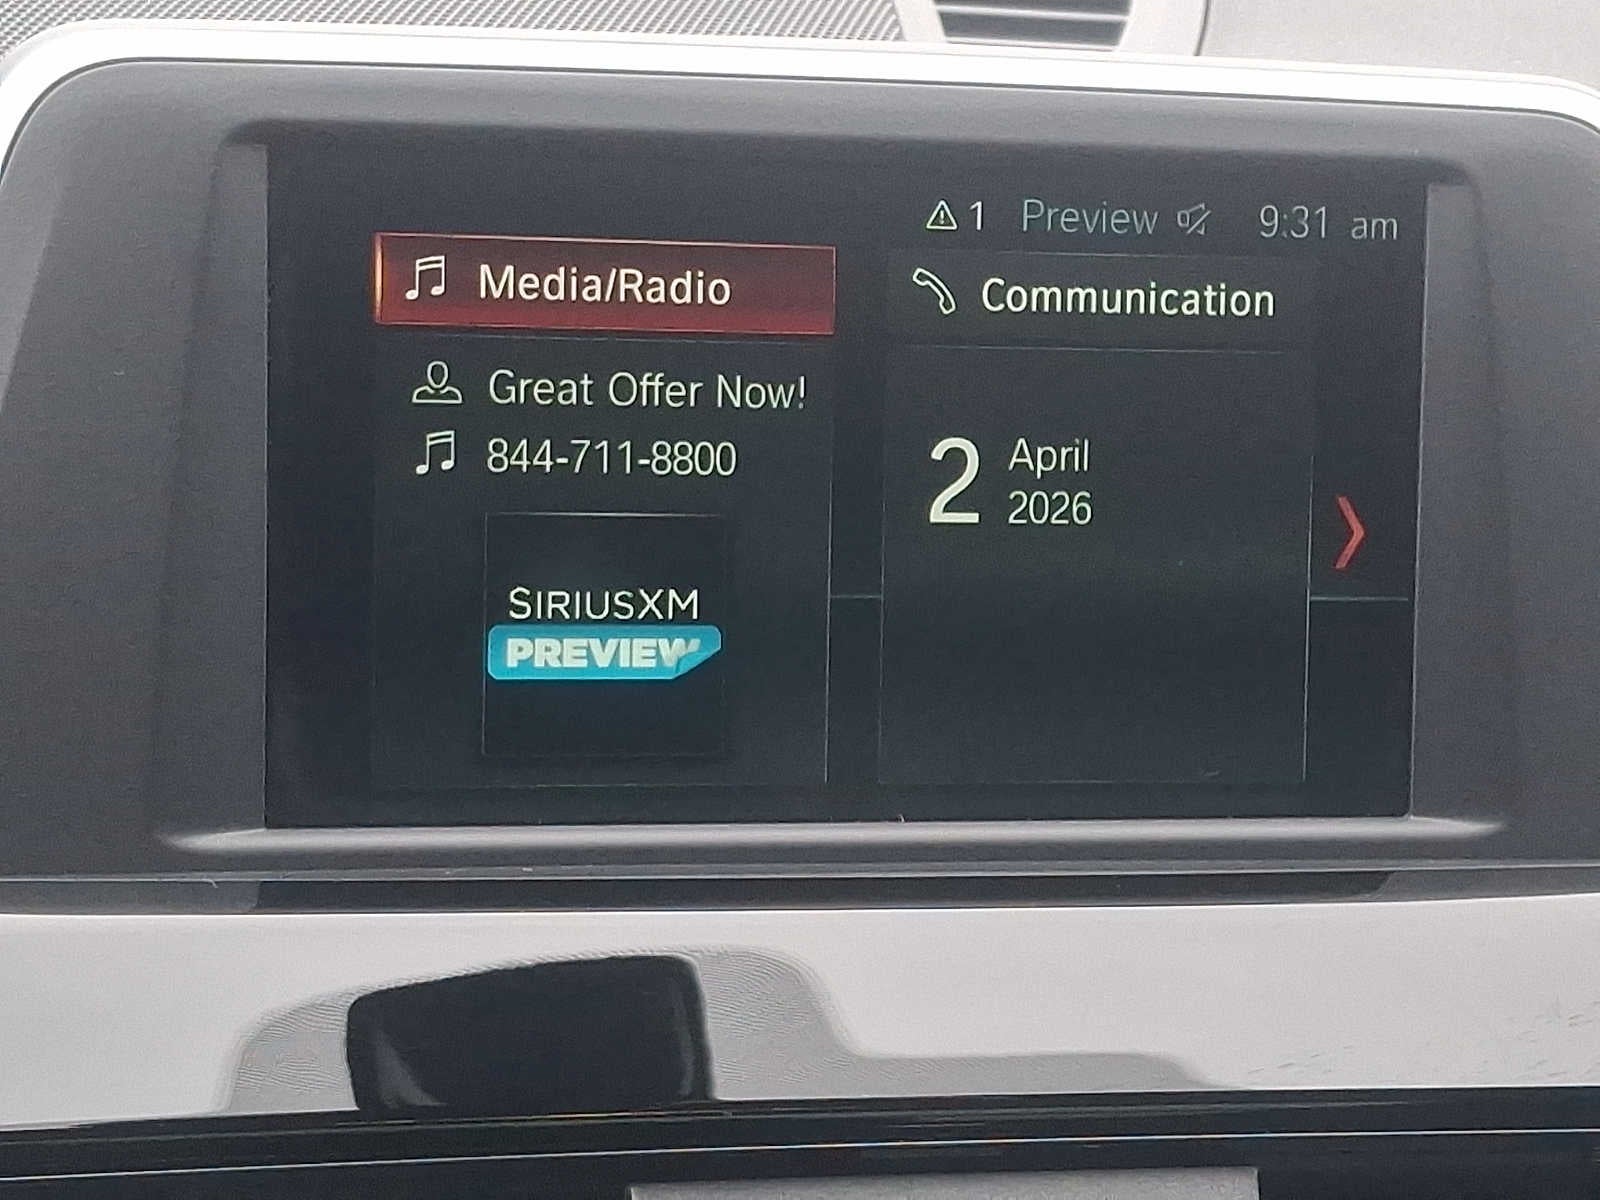 1 Preview 9:31 am
Media/Radio
Great Offer Now!
844-711-8800
SIRIUSXM
PREVIEW
Communication
2 April
2026